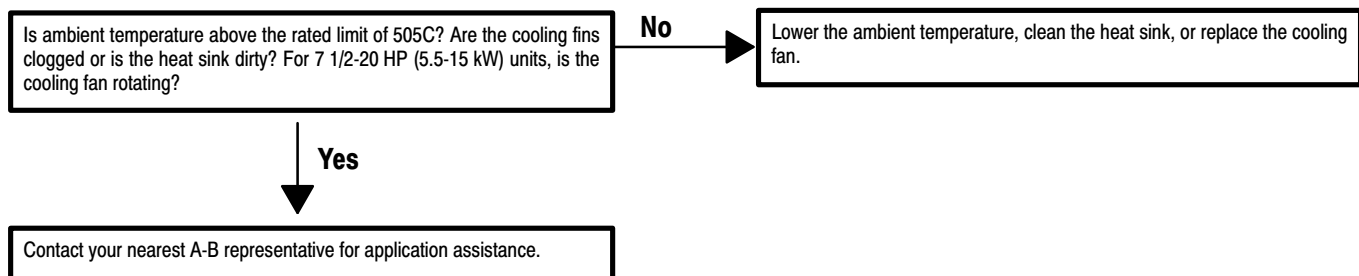 Is ambient temperature above the rated limit of 505C? Are the cooling fins
clogged or is the heat sink dirty? For 7 1/2-20 HP (5.5-15 kW) units, is the
cooling fan rotating?
No
Lower the ambient temperature, clean the heat sink, or replace the cooling
fan.
Yes
Contact your nearest A-B representative for application assistance.